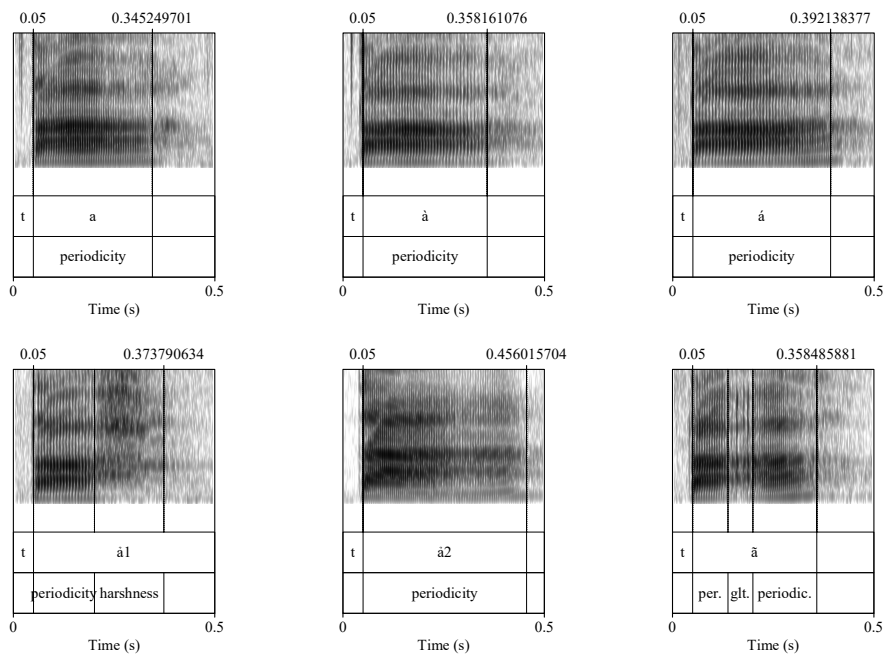 0.05 0.345249701 0.05 0.358161076 0.05 0.392138377
t a t à t á
periodicity periodicity periodicity
0 0.5 0 0.5 0 0.5
Time (s) Time (s) Time (s)
0.05 0.373790634 0.05 0.456015704 0.05 0.358485881
t ȧ1 t ȧ2 t ã
periodicity harshness periodicity per. glt. periodic.
0 0.5 0 0.5 0 0.5
Time (s) Time (s) Time (s)